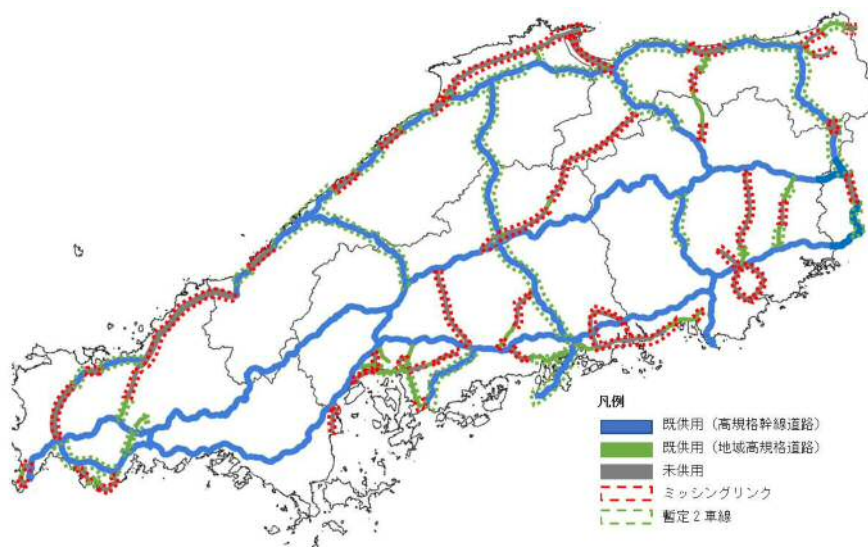 凡例
既供用（高規格幹線道路）
既供用（地域高規格道路）
未供用
ミッシングリンク
暫定２車線